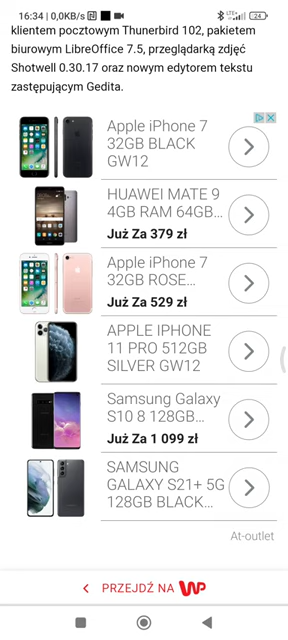 16:34 | 0,0KB/s
LTE+
24
klientem pocztowym Thunerbird 102, pakietem
biurowym LibreOffice 7.5, przeglądarką zdjęć
Shotwell 0.30.17 oraz nowym edytorem tekstu
zastępującym Gedita.
Apple iPhone 7
32GB BLACK
GW12
HUAWEI MATE 9
4GB RAM 64GB...
Już Za 379 zł
Apple iPhone 7
32GB ROSE...
Już Za 529 zł
APPLE IPHONE
11 PRO 512GB
SILVER GW12
Samsung Galaxy
S10 8 128GB...
Już Za 1 099 zł
SAMSUNG
GALAXY S21+ 5G
128GB BLACK...
At-outlet
PRZEJDŹ NA WP